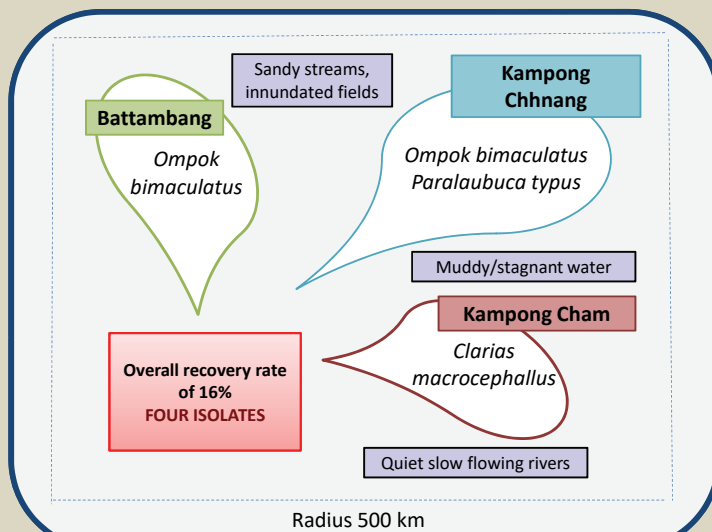 Sandy streams,
innundated fields
Kampong
Chhnang
Battambang
Ompok
bimaculatus
Ompok bimaculatus
Paralaubuca typus
Muddy/stagnant water
Kampong Cham
Clarias
macrocephallus
Overall recovery rate
of 16%
FOUR ISOLATES
Quiet slow flowing rivers
Radius 500 km